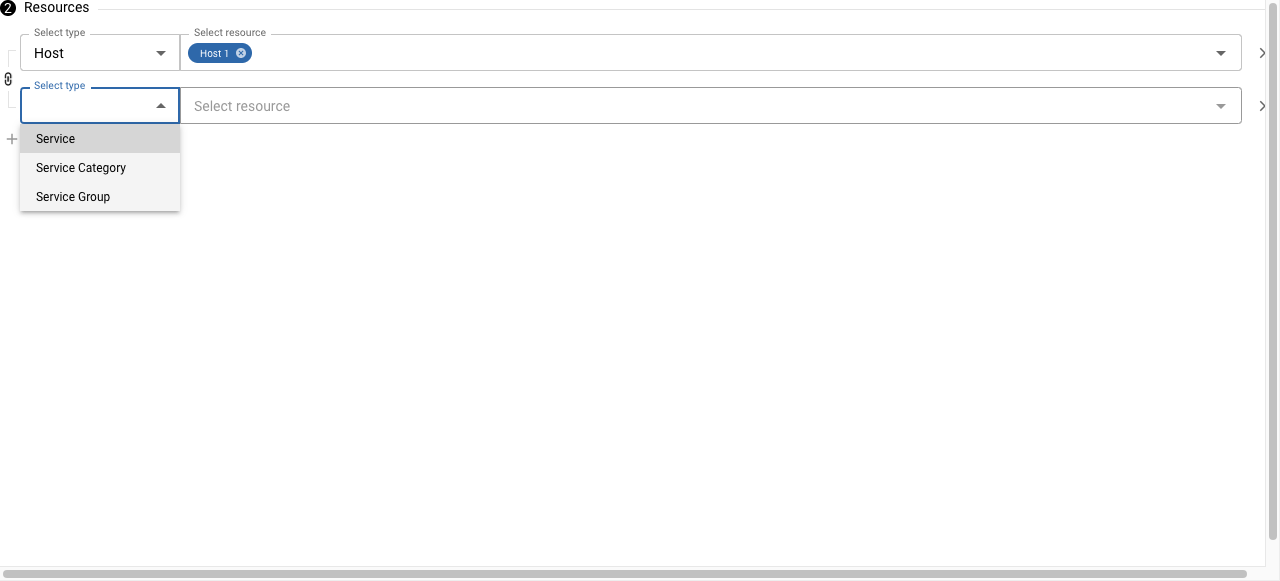 2 Resources
Select type
Select resource
Host
Host 1
Select type
Select resource
Service
Service Category
Service Group